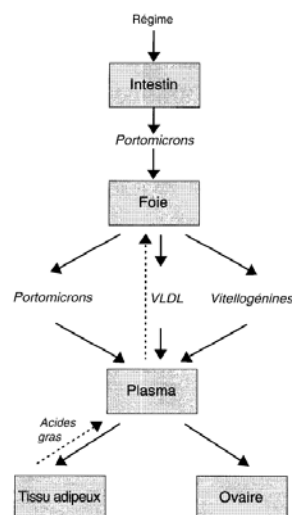 Régime
Intestin
Portomicrons
Foie
Portomicrons
VLDL
Vitellogénines
Plasma
Acides
gras
Tissu adipeux
Ovaire